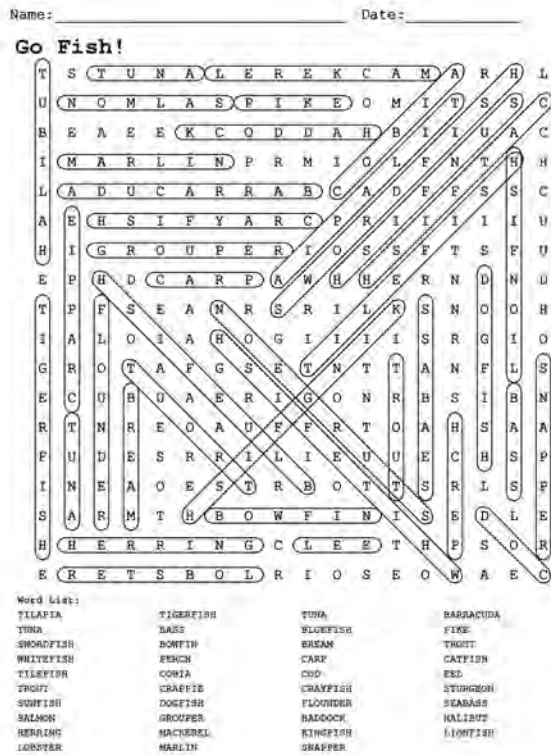 Name: Date:
Go Fish!
T S T U N A L E R E K C A M A R H L
U N O M L A S P I K E O M I T S S C
B E A E E K C O D D A H B I I U A C
I M A R L I N P R M I O L F N T H H
L A D U C A R R A B C A D F F S S C
A E H S I F Y A R C P R I I I I I U
H I G R O U P E R I O S S F T S F U
E P H D C A R P A W H H E R N D N D
T P F S E A N R S R I L K S N O O H
I A L O I A H O G I I I I S R G I O
G R O T A F G S E T N T T A N F L S
E C U B U A E R I G O N R B S I B N
R T N R E O A U F F R T O A H S A A
F U D E S R R I L I E U U E C H S P
I N E A O E S T R B O T T S R L S P
S A R M T H B O W F I N I S E D L E
H H E R R I N G C L E E T H P S O R
E R E T S B O L R I O S E O W A E C
Word List:
TILAPIA TIGERFISH TUNA BARRACUDA
TUNA BASS BLUEFISH PIKE
SWORDFISH BOWFIN BREAM TROUT
WHITEFISH PERCH CARP CATFISH
TILEFISH COBIA COD EEL
TROUT CRAPPIE CRAYFISH STURGEON
SUNFISH DOGFISH FLOUNDER SEABASS
SALMON GROUPER HADDOCK HALIBUT
HERRING MACKEREL KINGFISH LIONFISH
LOBSTER MARLIN SNAPPER